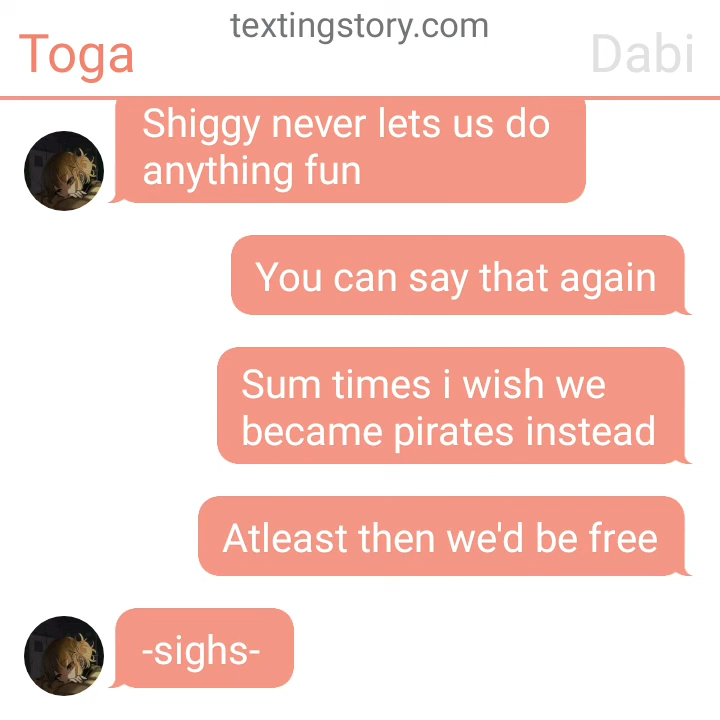 textingstory.com
Toga
Dabi
Shiggy never lets us do
anything fun
You can say that again
Sum times i wish we
became pirates instead
Atleast then we'd be free
-sighs-